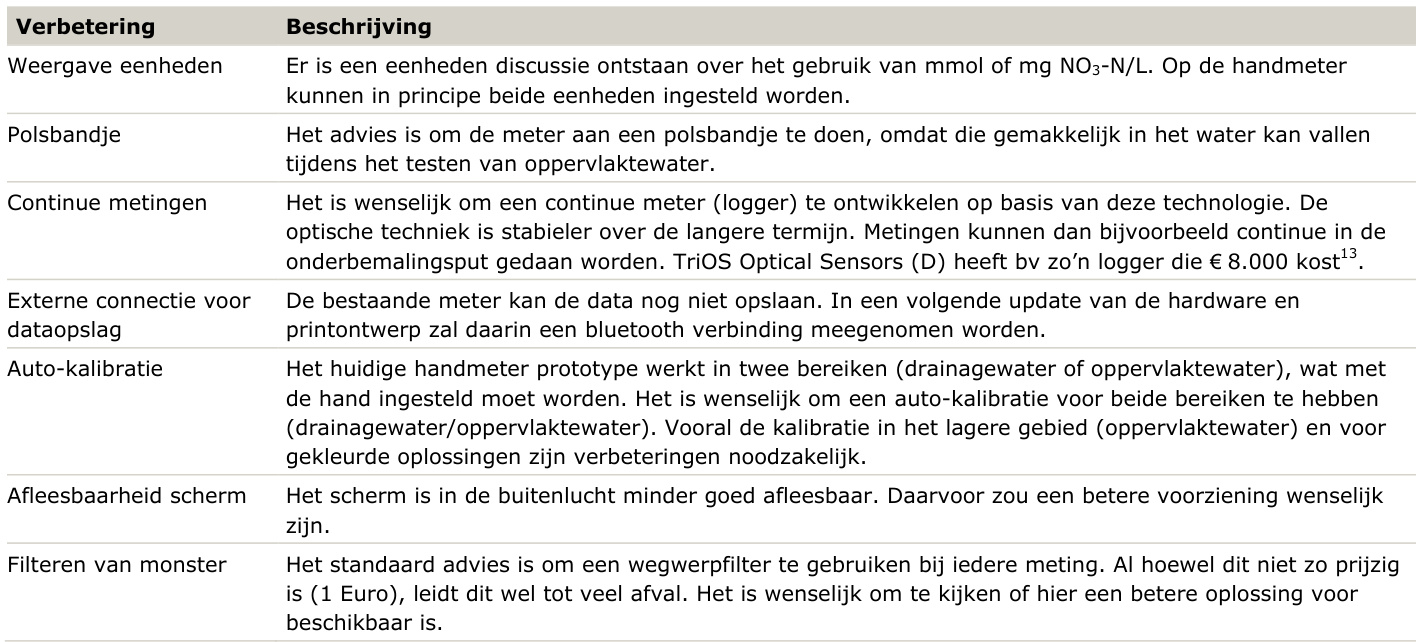 Verbetering Beschrijving
Weergave eenheden Er is een eenheden discussie ontstaan over het gebruik van mmol of mg NO₃-N/L. Op de handmeter
kunnen in principe beide eenheden ingesteld worden.
Polsbandje Het advies is om de meter aan een polsbandje te doen, omdat die gemakkelijk in het water kan vallen
tijdens het testen van oppervlaktewater.
Continue metingen Het is wenselijk om een continue meter (logger) te ontwikkelen op basis van deze technologie. De
optische techniek is stabieler over de langere termijn. Metingen kunnen dan bijvoorbeeld continue in de
onderbemalingsput gedaan worden. TriOS Optical Sensors (D) heeft bv zo’n logger die € 8.000 kost¹³.
Externe connectie voor De bestaande meter kan de data nog niet opslaan. In een volgende update van de hardware en
dataopslag printontwerp zal daarin een bluetooth verbinding meegenomen worden.
Auto-kalibratie Het huidige handmeter prototype werkt in twee bereiken (drainagewater of oppervlaktewater), wat met
de hand ingesteld moet worden. Het is wenselijk om een auto-kalibratie voor beide bereiken te hebben
(drainagewater/oppervlaktewater). Vooral de kalibratie in het lagere gebied (oppervlaktewater) en voor
gekleurde oplossingen zijn verbeteringen noodzakelijk.
Afleesbaarheid scherm Het scherm is in de buitenlucht minder goed afleesbaar. Daarvoor zou een betere voorziening wenselijk
zijn.
Filteren van monster Het standaard advies is om een wegwerpfilter te gebruiken bij iedere meting. Al hoewel dit niet zo prijzig
is (1 Euro), leidt dit wel tot veel afval. Het is wenselijk om te kijken of hier een betere oplossing voor
beschikbaar is.